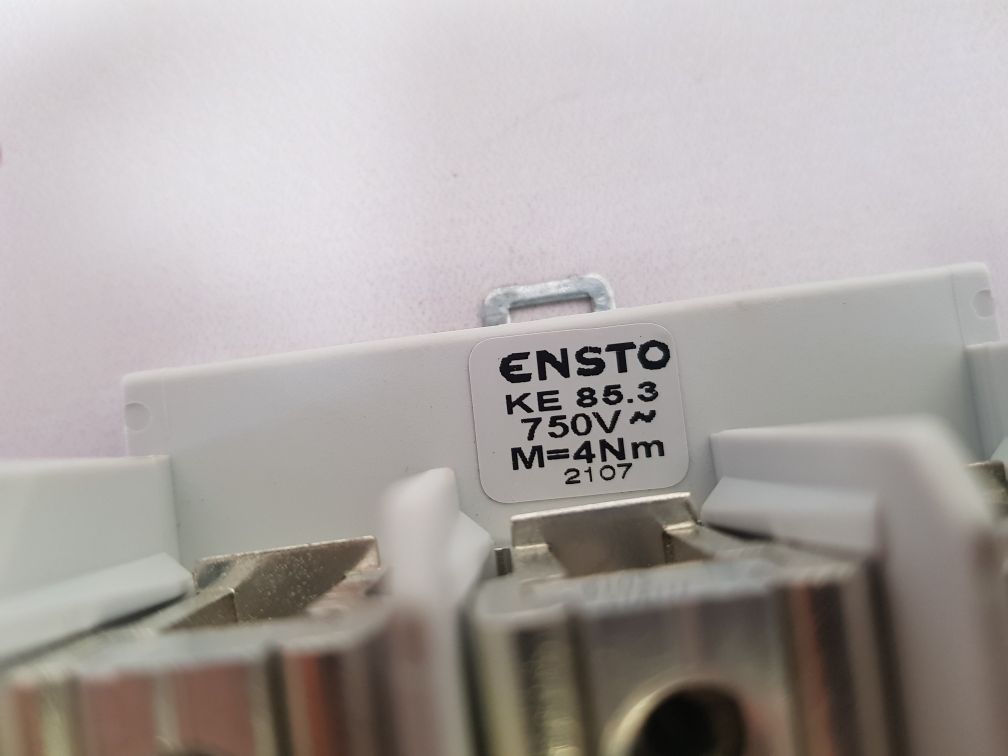 ENSTO
KE 85.3
750V~
M=4Nm
2107